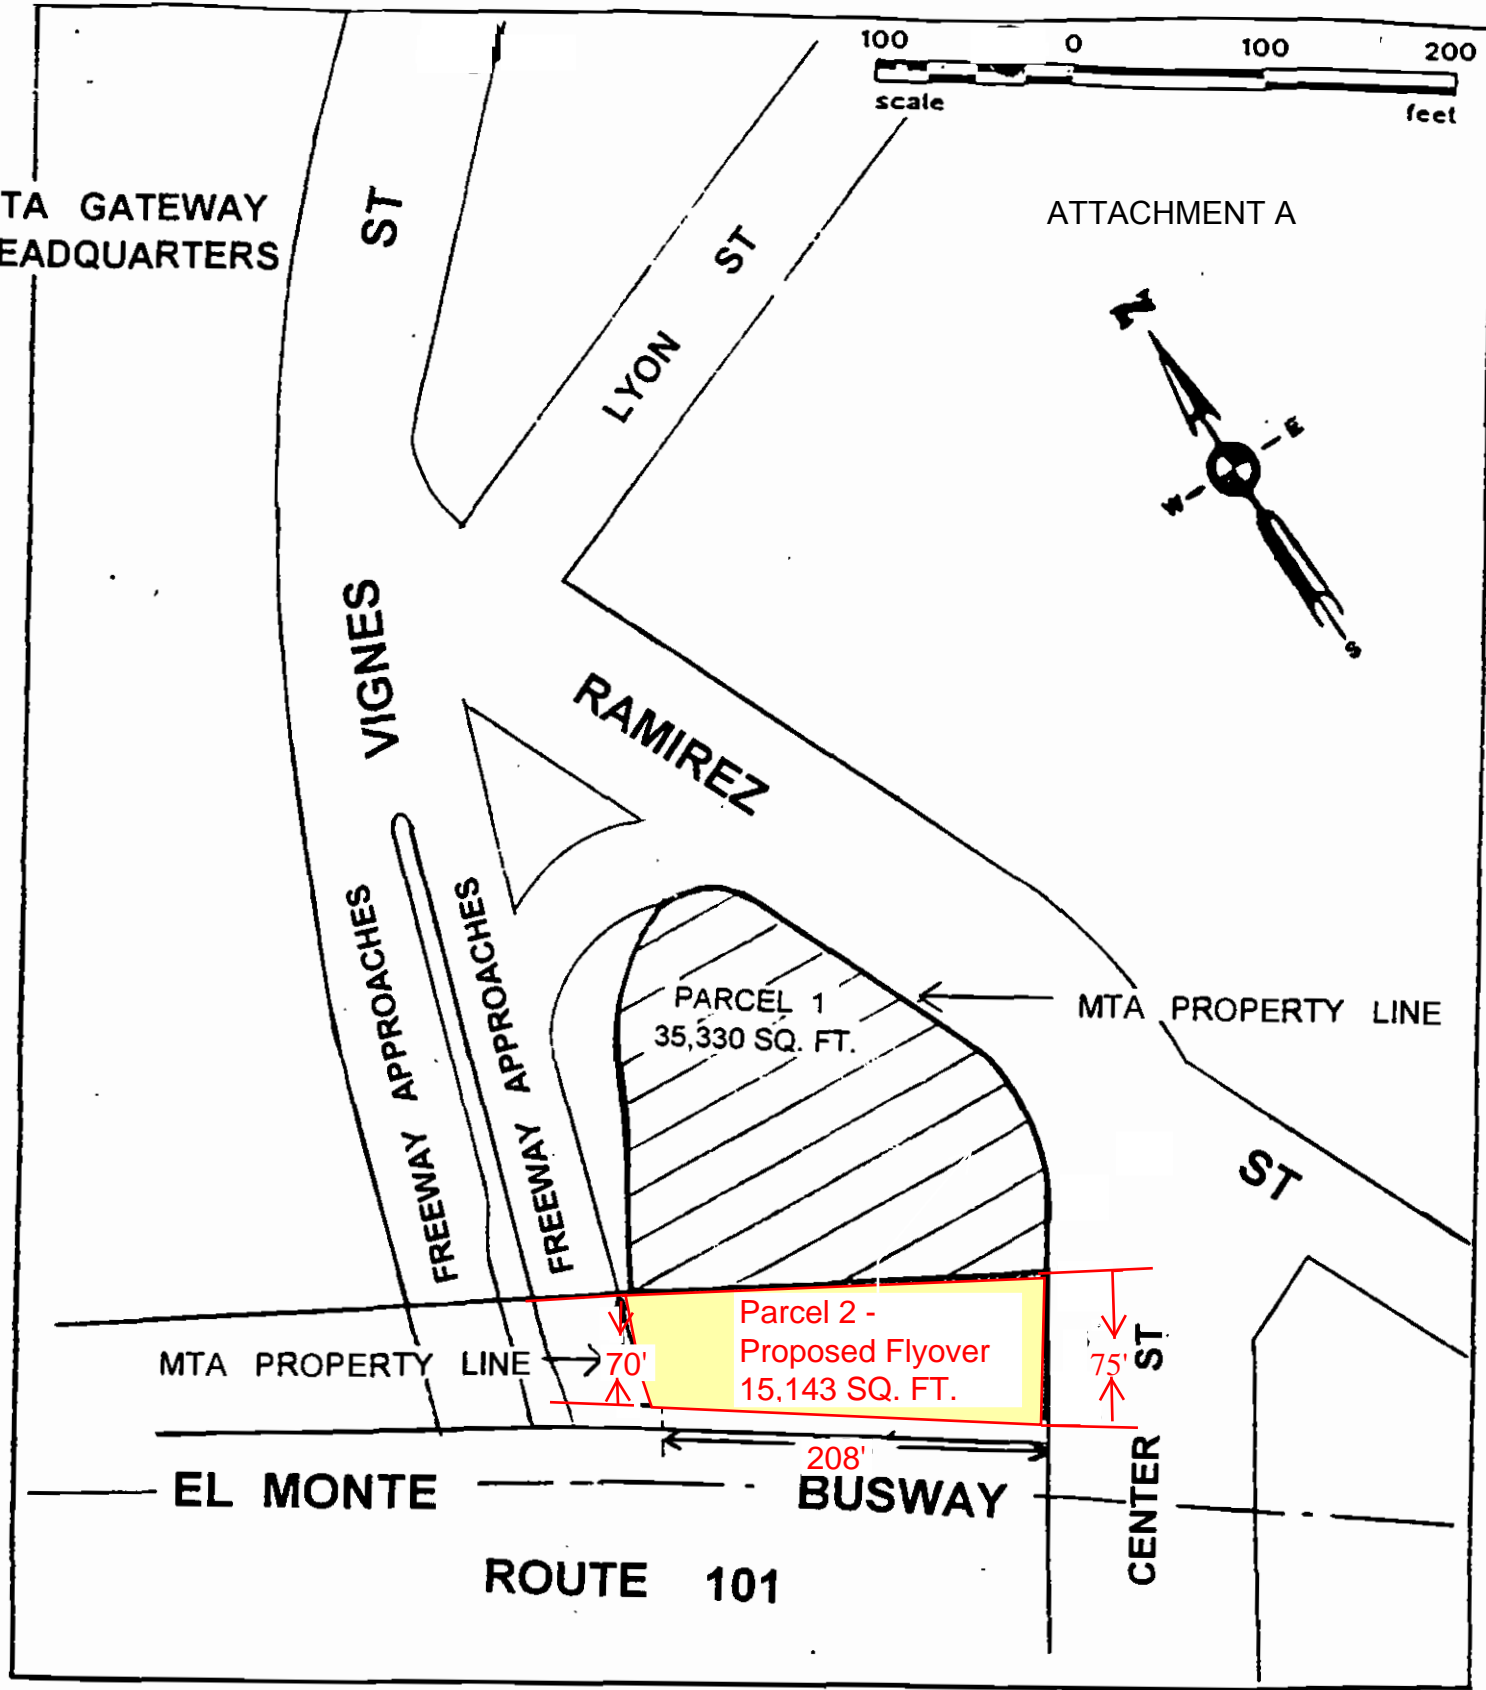 100 0 100 200
scale feet
TA GATEWAY
EADQUARTERS
ATTACHMENT A
ST
LYON ST
N
E
W
S
VIGNES
RAMIREZ
FREEWAY APPROACHES
FREEWAY APPROACHES
PARCEL 1
35,330 SQ. FT.
MTA PROPERTY LINE
ST
Parcel 2 -
Proposed Flyover
15,143 SQ. FT.
MTA PROPERTY LINE
70'
75'
208'
CENTER ST
EL MONTE BUSWAY
ROUTE 101